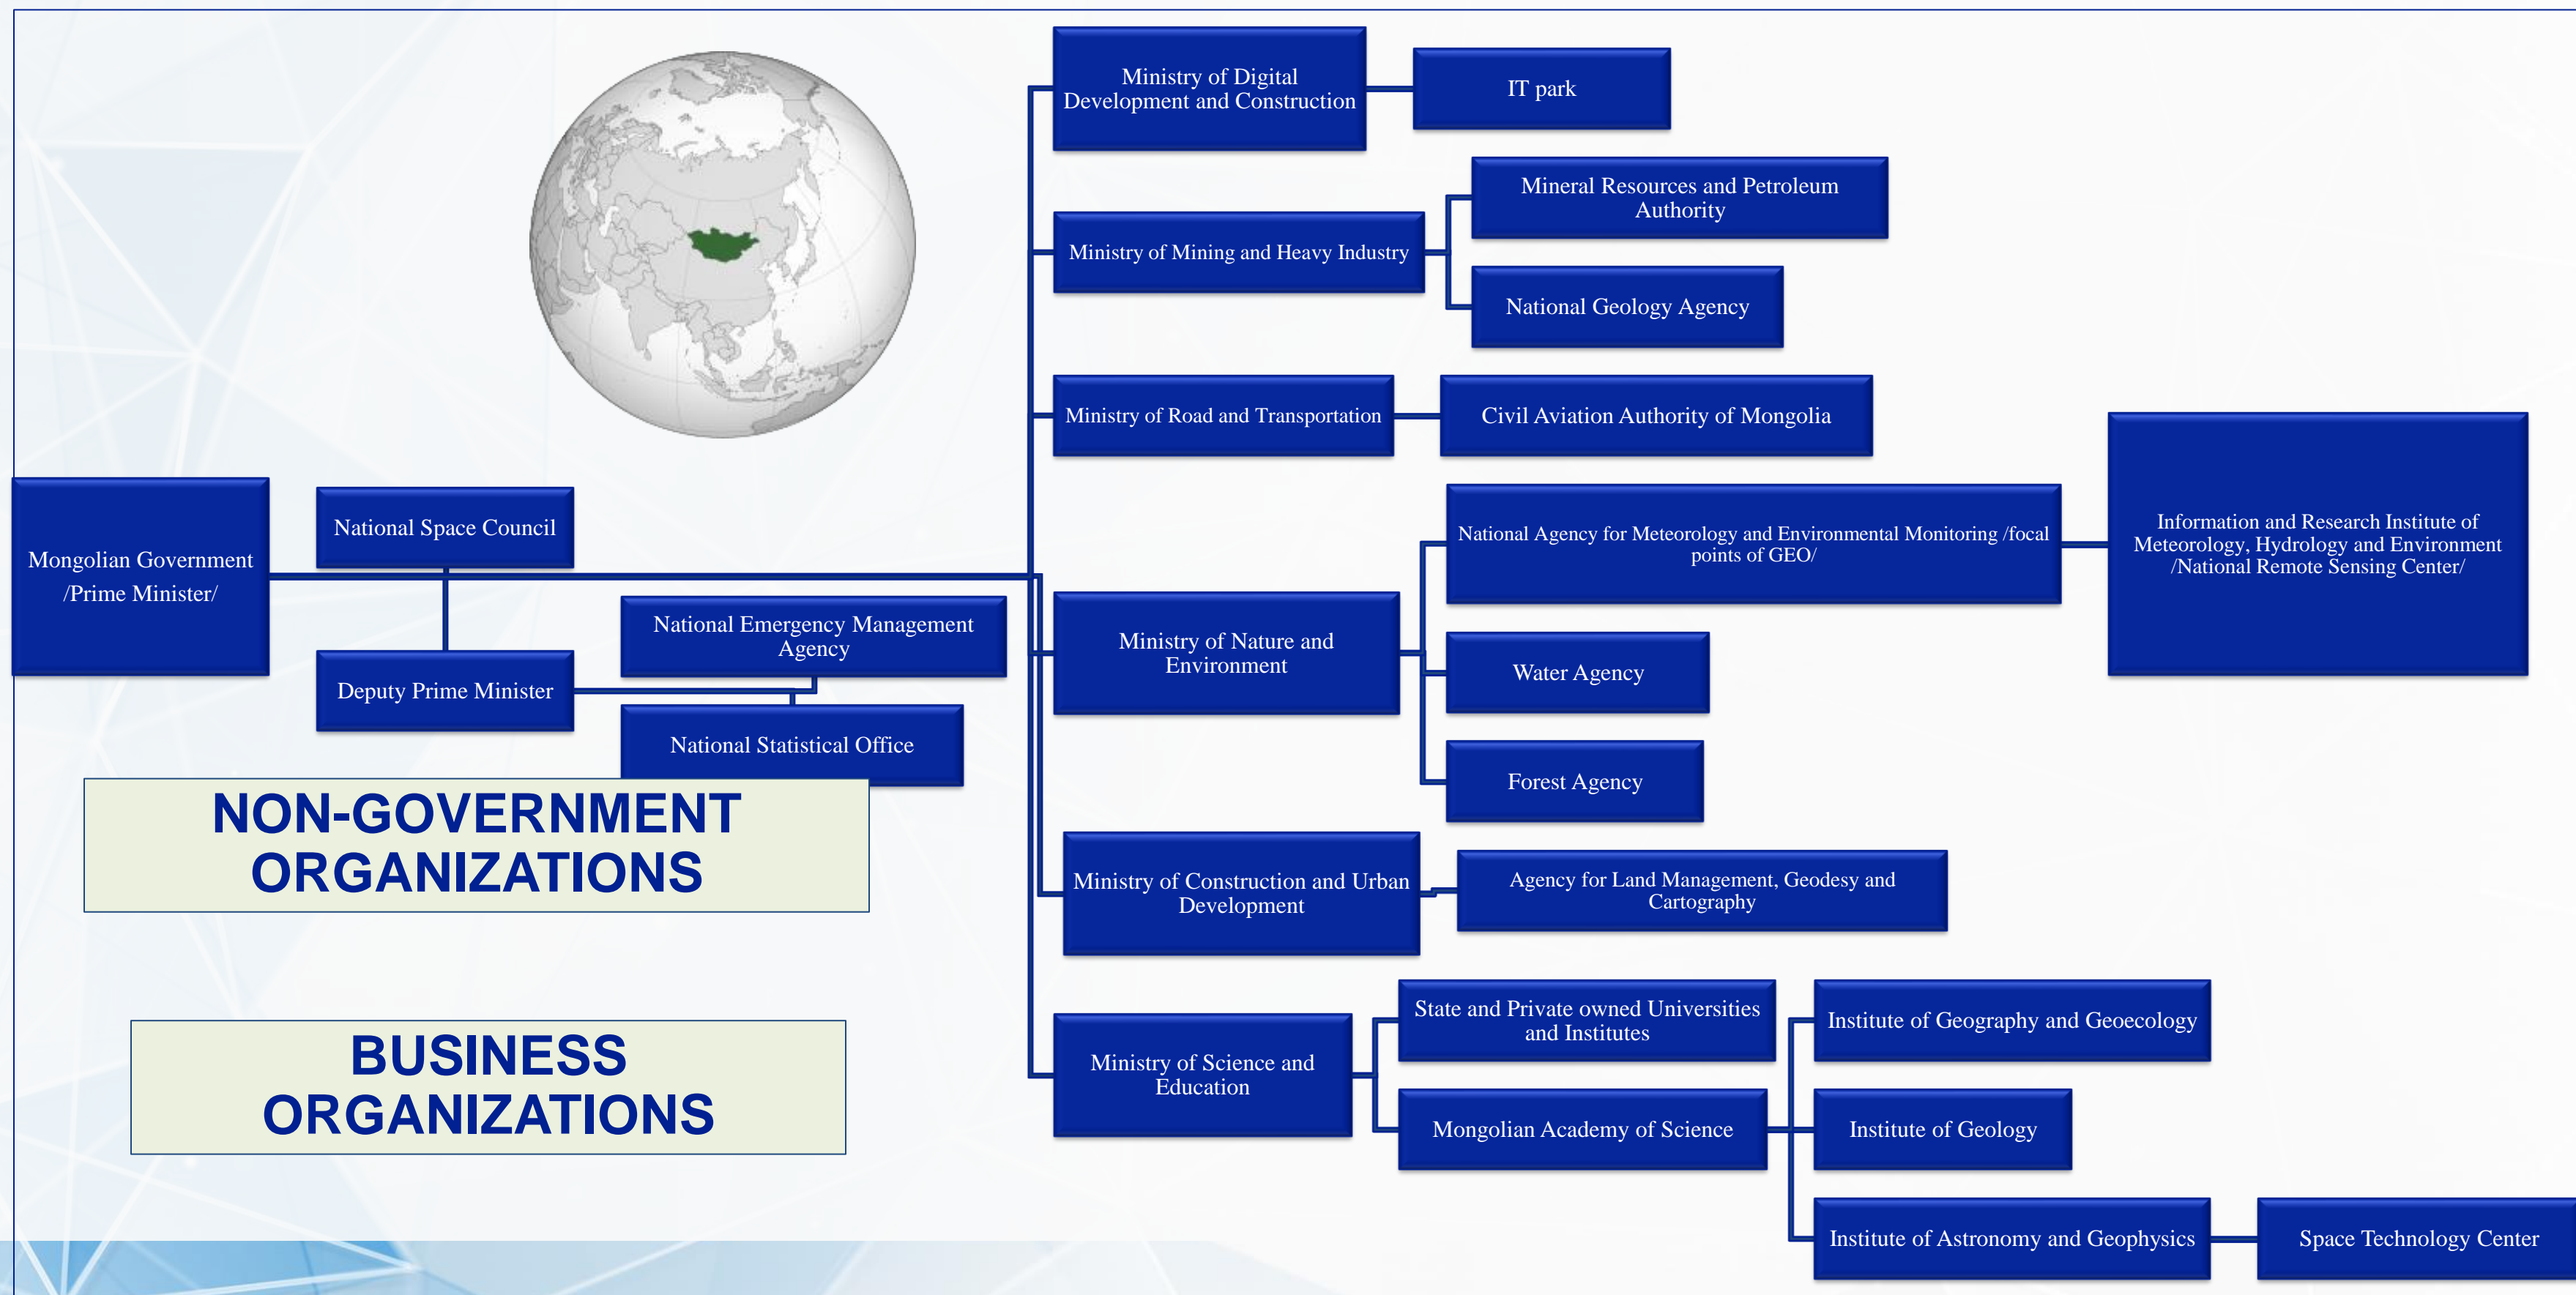 Mongolian Government
/Prime Minister/
National Space Council
Deputy Prime Minister
National Emergency Management
Agency
National Statistical Office
NON-GOVERNMENT
ORGANIZATIONS
BUSINESS
ORGANIZATIONS
Ministry of Digital
Development and Construction
IT park
Ministry of Mining and Heavy Industry
Mineral Resources and Petroleum
Authority
National Geology Agency
Ministry of Road and Transportation
Civil Aviation Authority of Mongolia
Ministry of Nature and
Environment
National Agency for Meteorology and Environmental Monitoring /focal
points of GEO/
Information and Research Institute of
Meteorology, Hydrology and Environment
/National Remote Sensing Center/
Water Agency
Forest Agency
Ministry of Construction and Urban
Development
Agency for Land Management, Geodesy and
Cartography
Ministry of Science and
Education
State and Private owned Universities
and Institutes
Mongolian Academy of Science
Institute of Geography and Geoecology
Institute of Geology
Institute of Astronomy and Geophysics
Space Technology Center